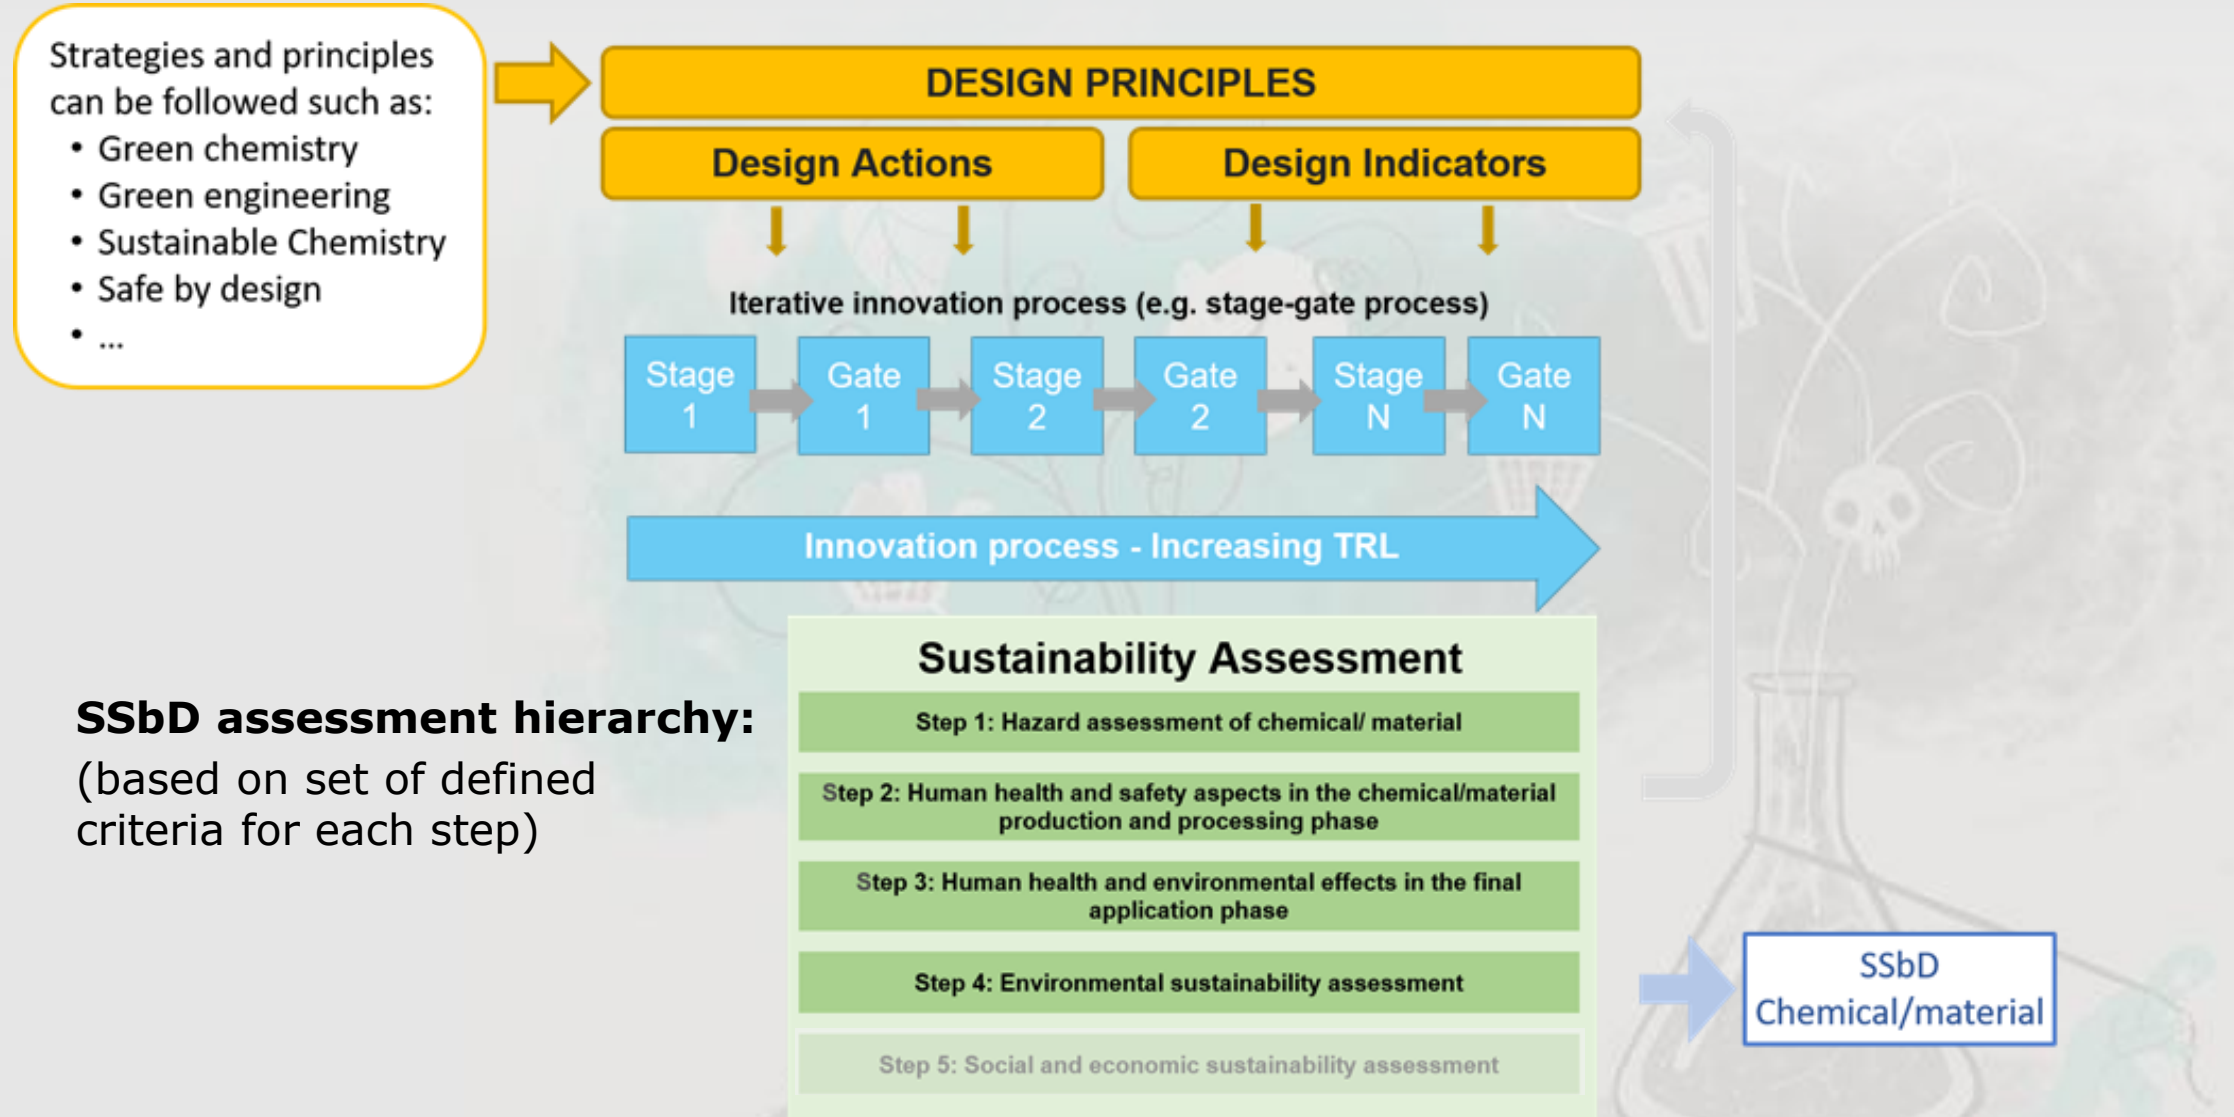 Strategies and principles
can be followed such as:
• Green chemistry
• Green engineering
• Sustainable Chemistry
• Safe by design
• ...
DESIGN PRINCIPLES
Design Actions
Design Indicators
Iterative innovation process (e.g. stage-gate process)
Stage
1
Gate
1
Stage
2
Gate
2
Stage
N
Gate
N
Innovation process - Increasing TRL
Sustainability Assessment
Step 1: Hazard assessment of chemical/ material
Step 2: Human health and safety aspects in the chemical/material
production and processing phase
Step 3: Human health and environmental effects in the final
application phase
Step 4: Environmental sustainability assessment
Step 5: Social and economic sustainability assessment
SSbD assessment hierarchy:
(based on set of defined
criteria for each step)
SSbD
Chemical/material